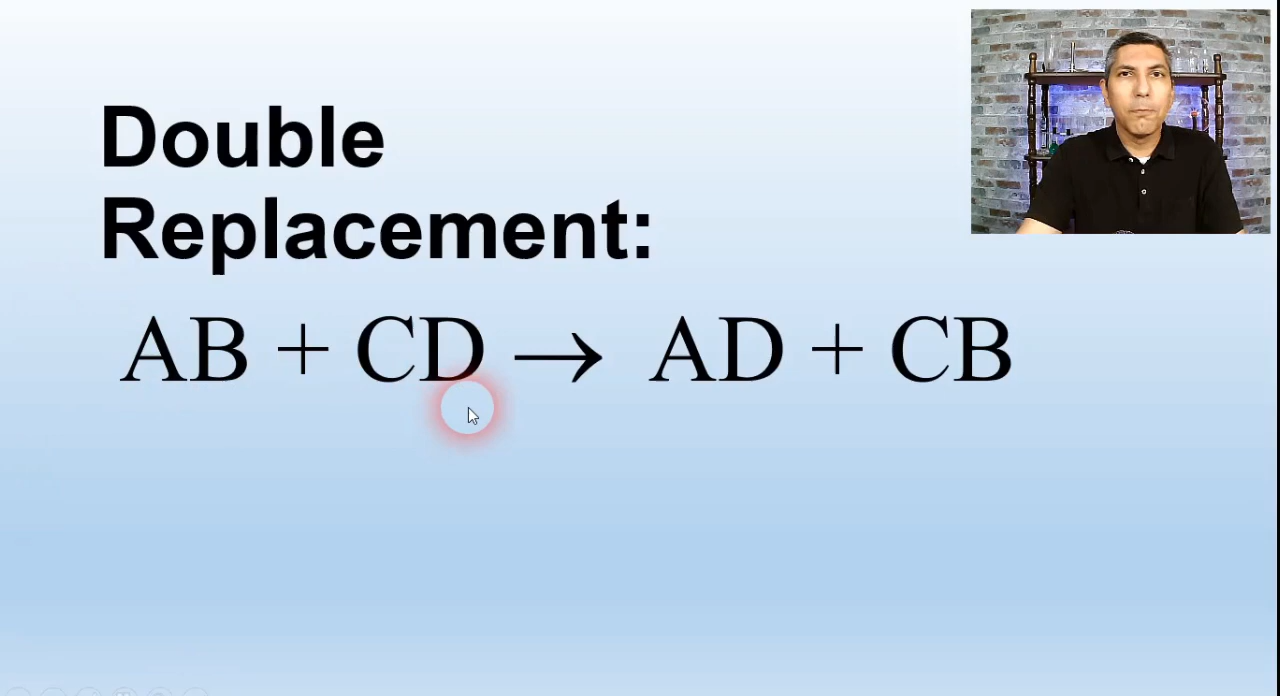 Double
Replacement:
AB + CD → AD + CB